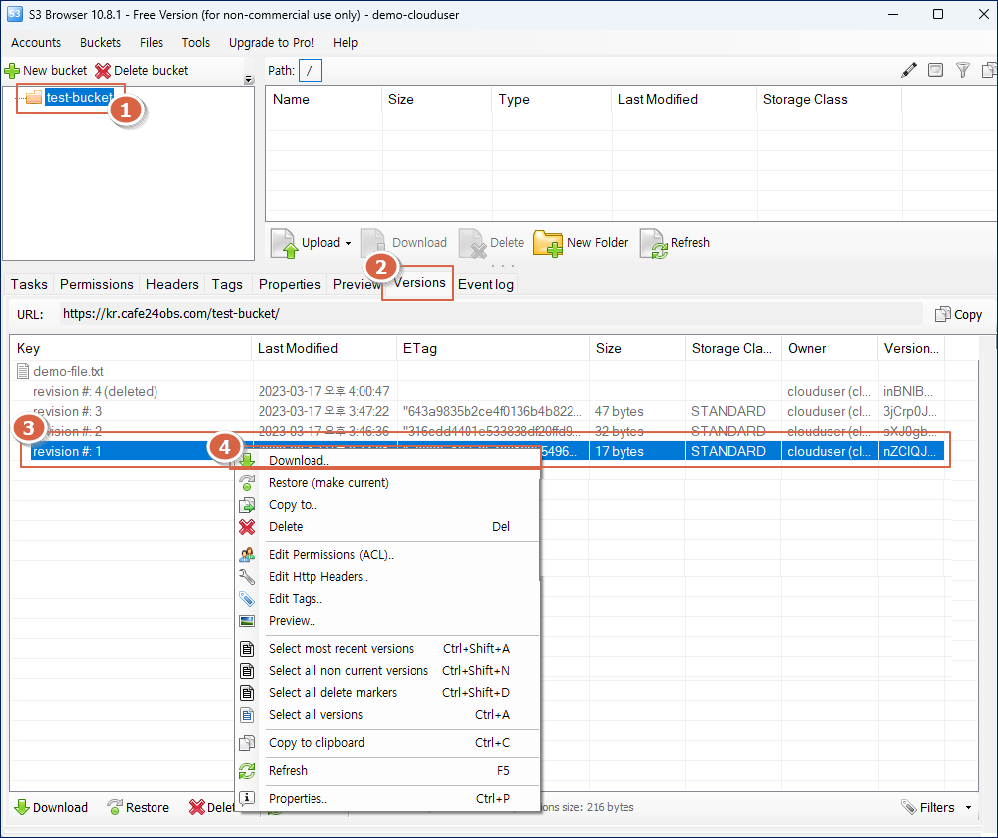 S3 Browser 10.8.1 - Free Version (for non-commercial use only) - demo-clouduser
Accounts Buckets Files Tools Upgrade to Pro! Help
New bucket Delete bucket
Path: /
test-bucket
1
Name Size Type Last Modified Storage Class
Upload Download Delete New Folder Refresh
2
Tasks Permissions Headers Tags Properties Preview Versions Event log
URL: https://kr.cafe24obs.com/test-bucket/ Copy
Key Last Modified ETag Size Storage Cla... Owner Version...
demo-file.txt
revision #: 4 (deleted) 2023-03-17 오후 4:00:47 clouduser (cl... inBNIB...
revision #: 3 2023-03-17 오후 3:47:22 "643a9835b2ce4f0136b4b822... 47 bytes STANDARD clouduser (cl... 3jCrp0J...
revision #: 2 2023-03-17 오후 3:46:36 32 bytes STANDARD clouduser (cl...
3
4
revision #: 1 5496... 17 bytes STANDARD clouduser (cl... nZCIQJ...
Download..
Restore (make current)
Copy to..
Delete Del
Edit Permissions (ACL)..
Edit Http Headers..
Edit Tags..
Preview..
Select most recent versions Ctrl+Shift+A
Select all non current versions Ctrl+Shift+N
Select all delete markers Ctrl+Shift+D
Select all versions Ctrl+A
Copy to clipboard Ctrl+C
Refresh F5
Properties.. Ctrl+P
Download Restore size: 216 bytes Filters